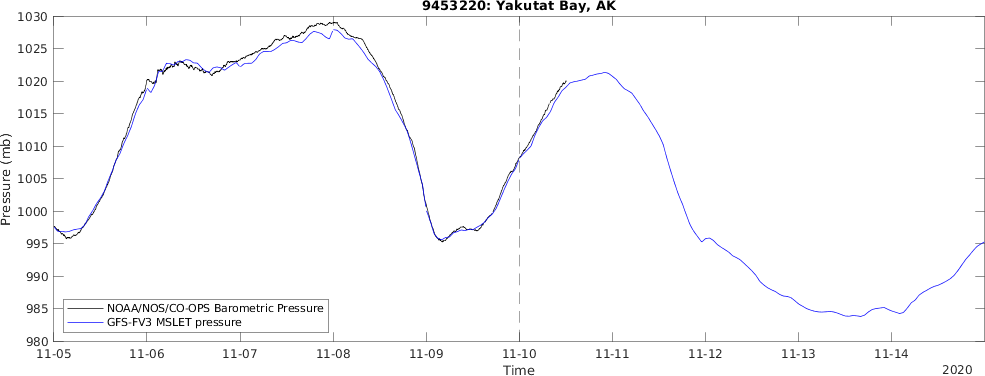 9453220: Yakutat Bay, AK
Pressure (mb)
1030
1025
1020
1015
1010
1005
1000
995
990
985
980
NOAA/NOS/CO-OPS Barometric Pressure
GFS-FV3 MSLET pressure
11-05 11-06 11-07 11-08 11-09 11-10 11-11 11-12 11-13 11-14
Time
2020